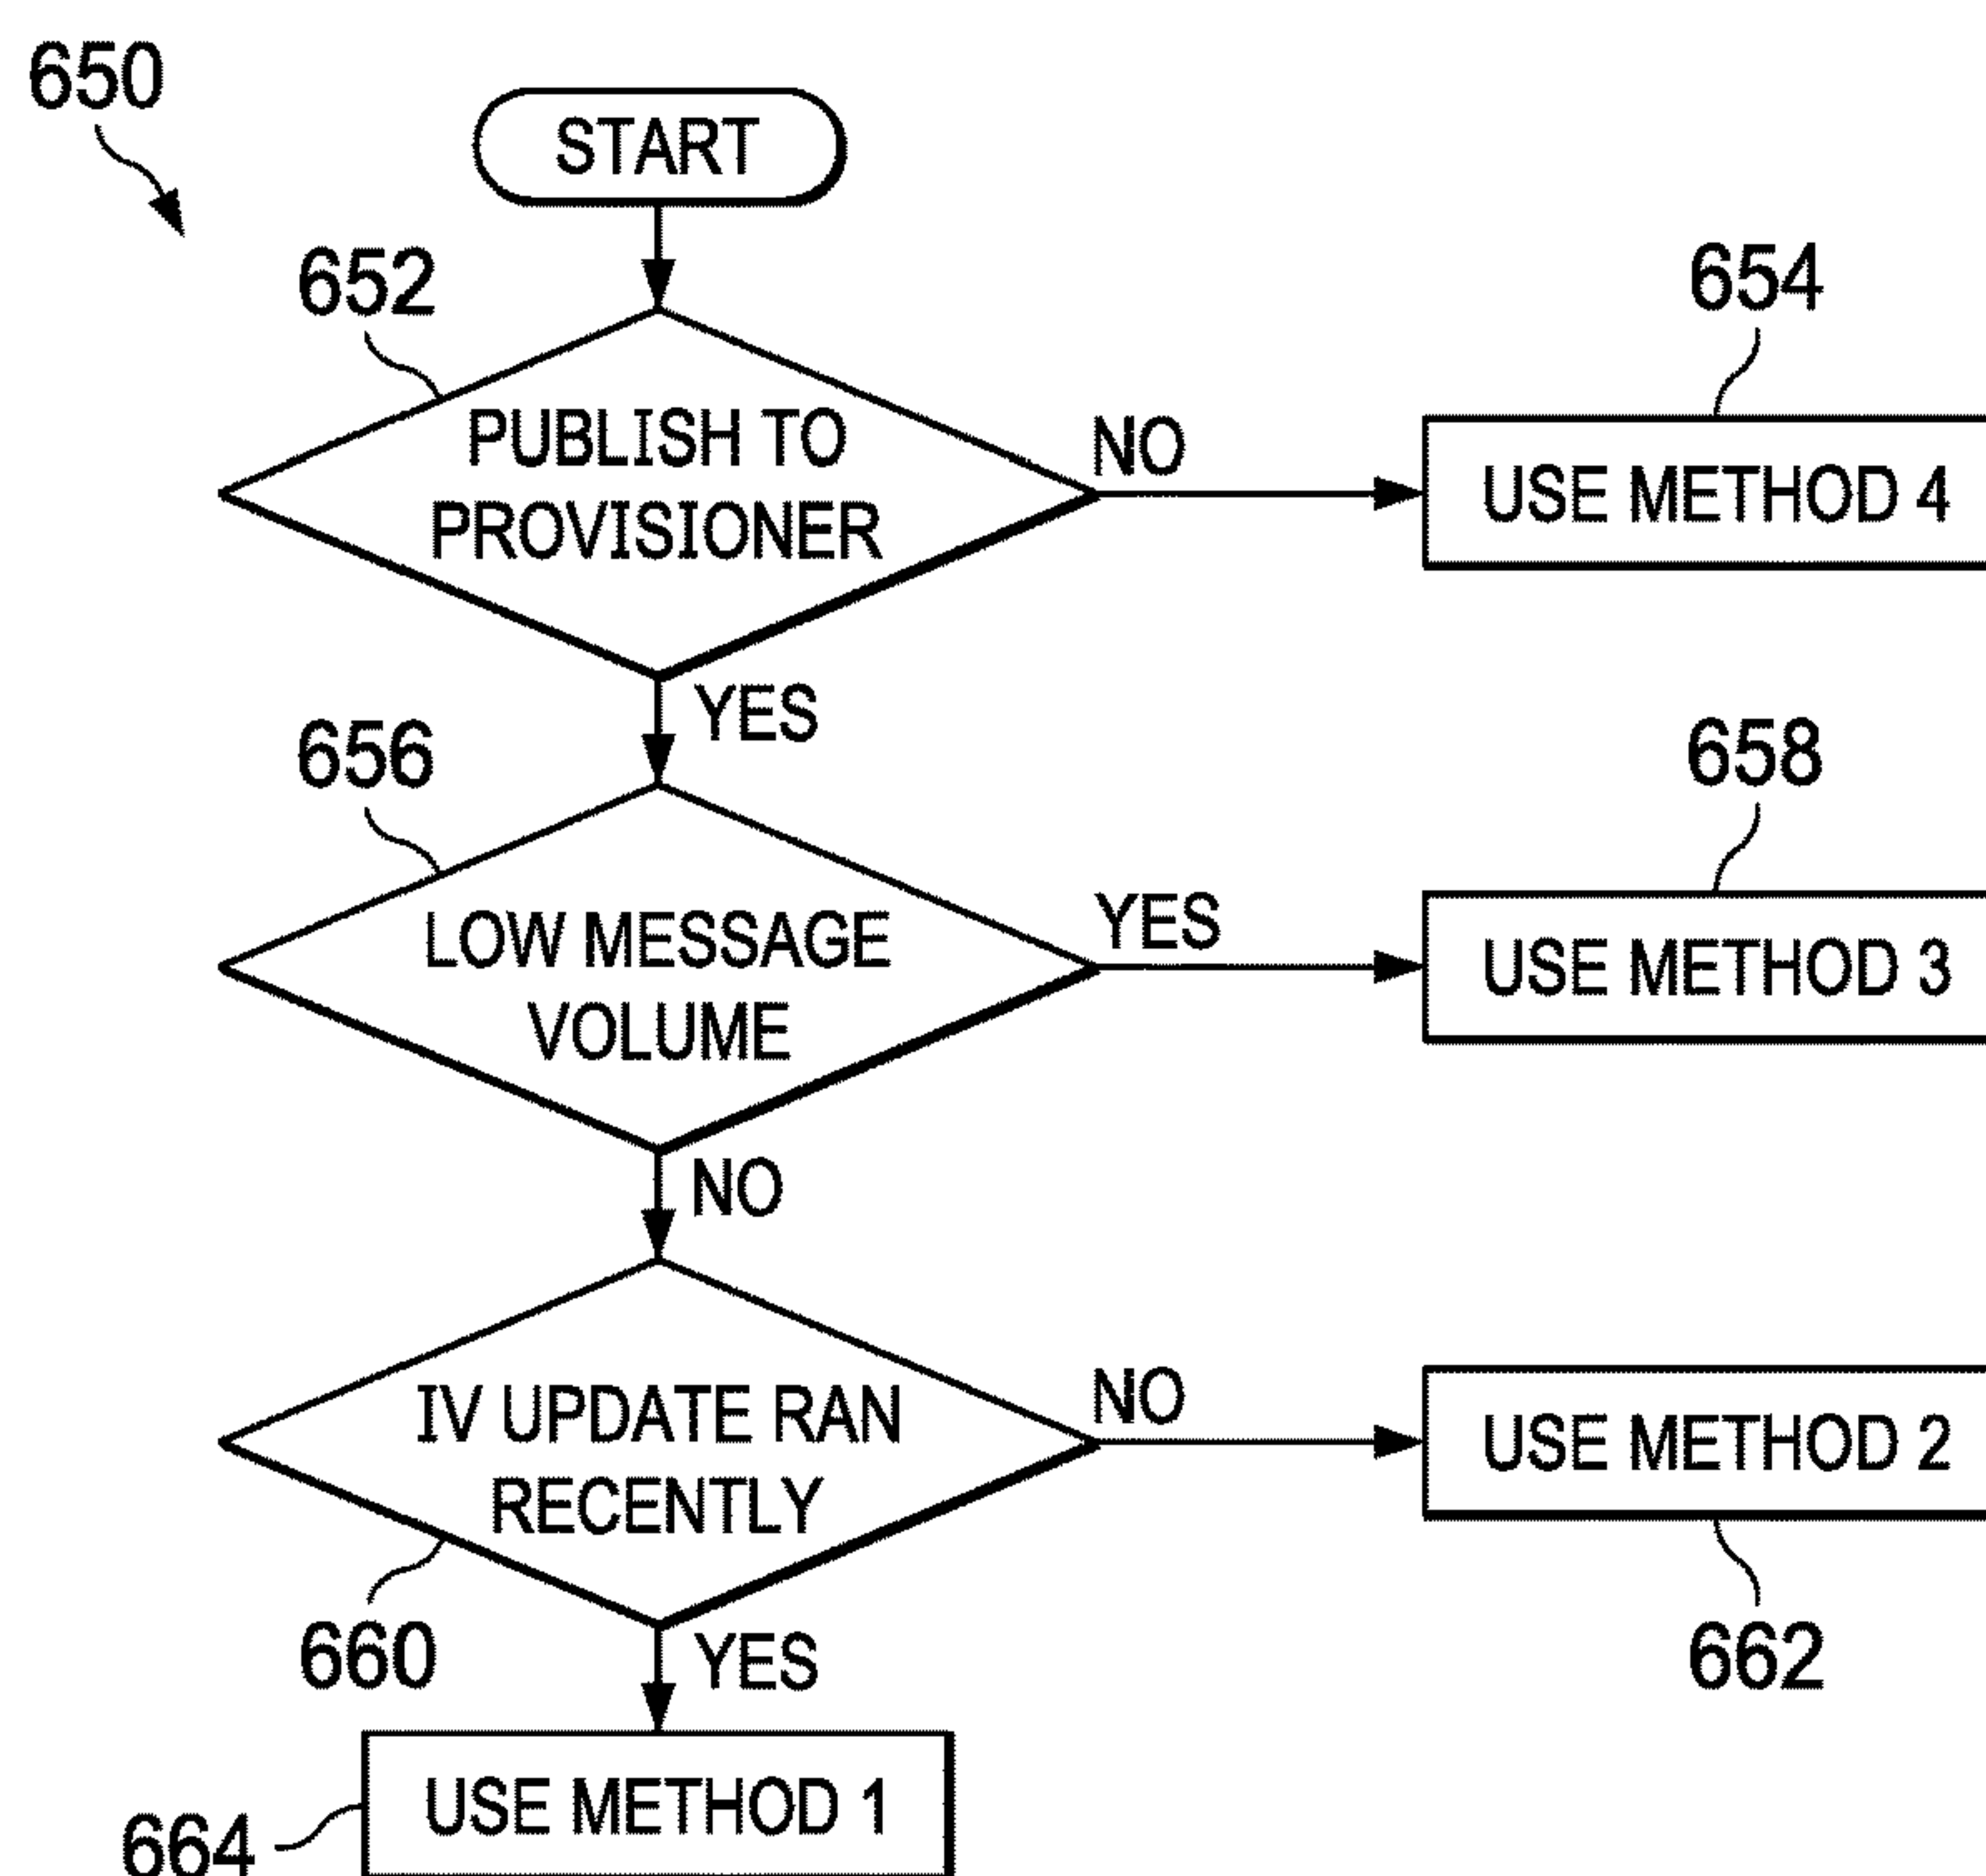 650
START
652
654
PUBLISH TO
PROVISIONER
NO
USE METHOD 4
YES
656
658
LOW MESSAGE
VOLUME
YES
USE METHOD 3
NO
IV UPDATE RAN
RECENTLY
NO
USE METHOD 2
660
662
YES
USE METHOD 1
664